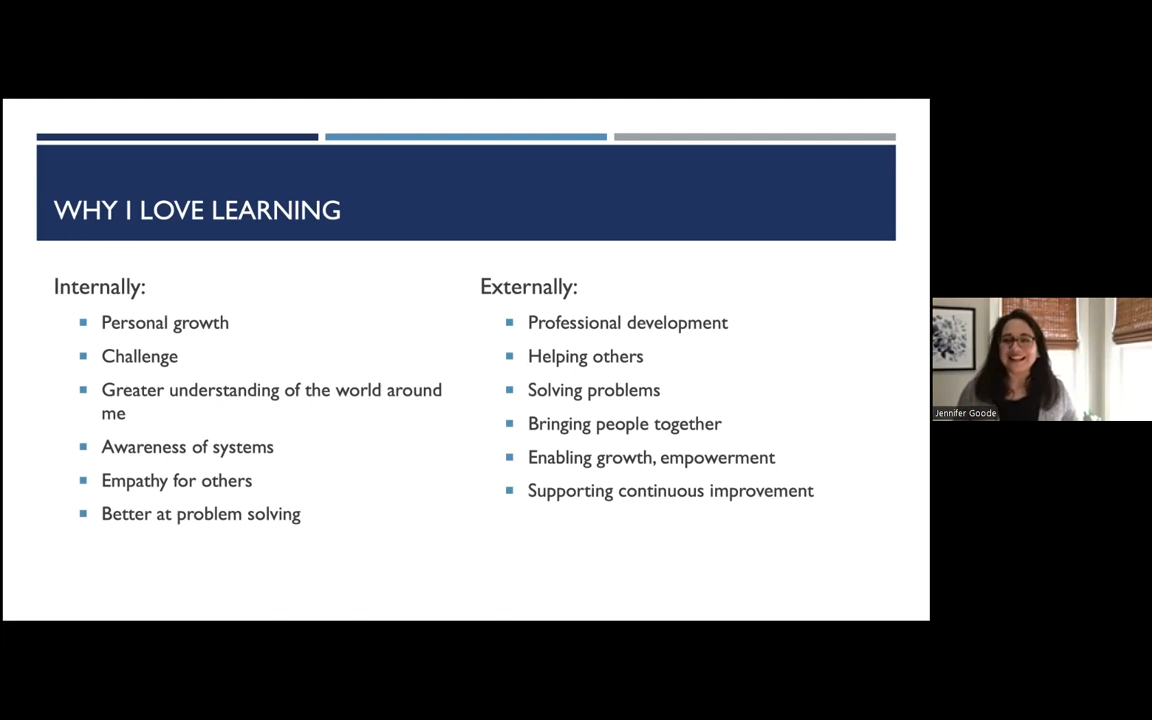 WHY I LOVE LEARNING
Internally:
Personal growth
Challenge
Greater understanding of the world around
me
Awareness of systems
Empathy for others
Better at problem solving
Externally:
Professional development
Helping others
Solving problems
Bringing people together
Enabling growth, empowerment
Supporting continuous improvement
Jennifer Goode